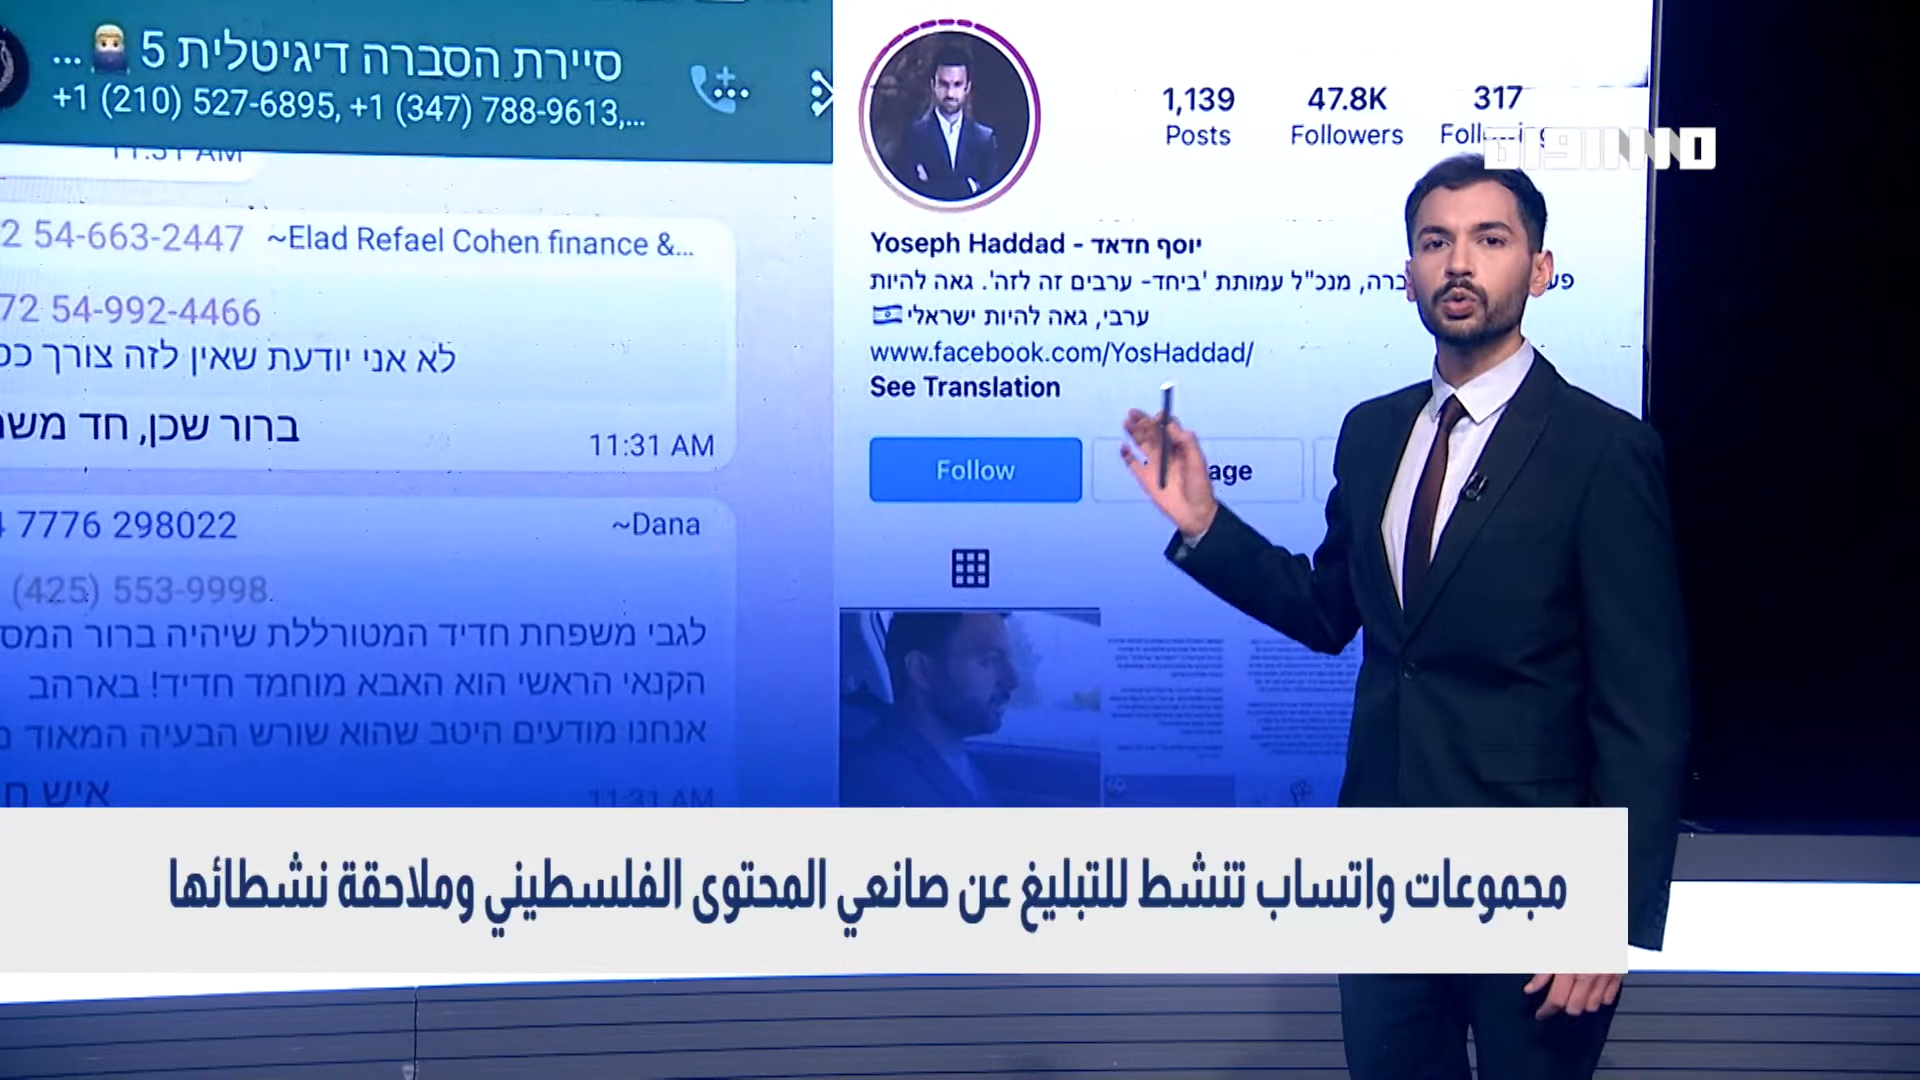 סיירת הסברה דיגיטלית 5 ...
+1 (210) 527-6895, +1 (347) 788-9613,...
11:31 AM
2 54-663-2447 ~Elad Refael Cohen finance &...
72 54-992-4466
לא אני יודעת שאין לזה צורך
ברור שכן, חד
11:31 AM
7776 298022 ~Dana
(425) 553-9998
לגבי משפחת חדיד המטורללת שיהיה ברור
הקנאי הראשי הוא האבא מוחמד חדיד! בארהב
אנחנו מודעים היטב שהוא שורש הבעיה המאוד
איש
11:31 AM
1,139 47.8K 317
Posts Followers
Yoseph Haddad - יוסף חדאד
מנכ"ל עמותת 'ביחד- ערבים זה לזה'. גאה להיות
ערבי, גאה להיות ישראלי
www.facebook.com/YosHaddad/
See Translation
Follow
مساواة
مجموعات واتساب تنشط للتبليغ عن صانعي المحتوى الفلسطيني وملاحقة نشطائها